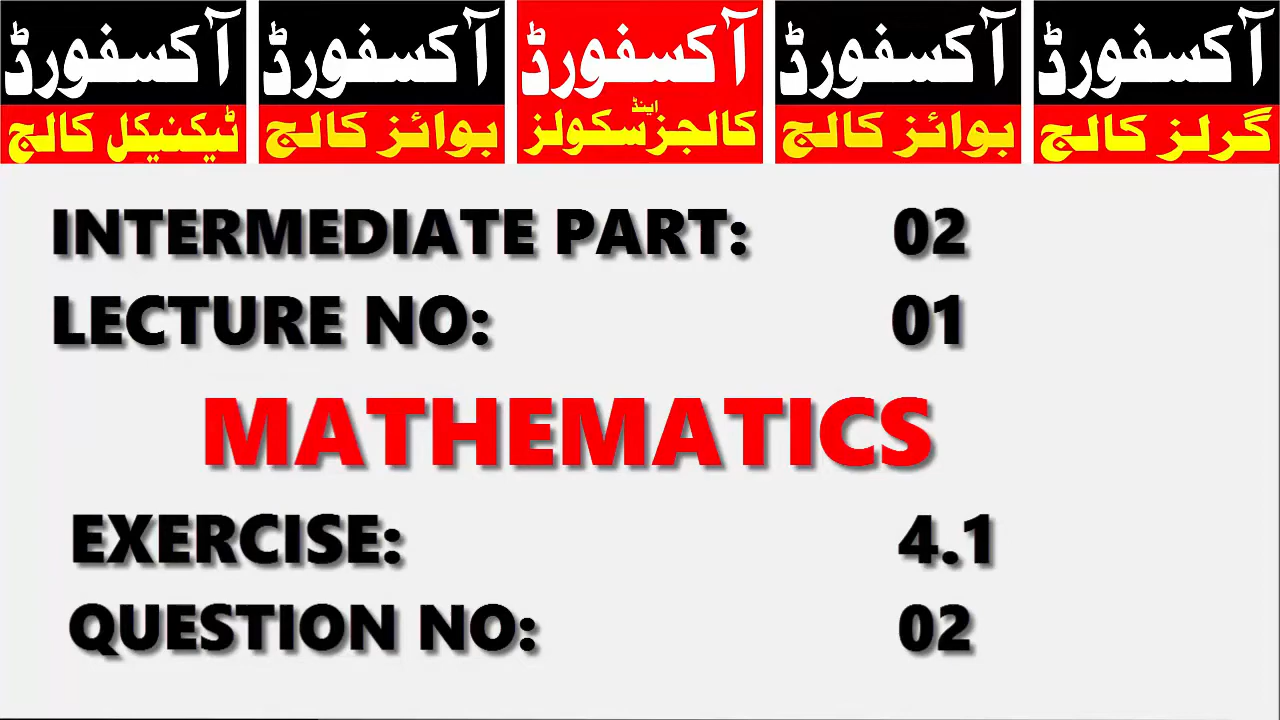 آکسفورڈ
ٹیکنیکل کالج
آکسفورڈ
بوائز کالج
آکسفورڈ
کالجز اینڈ سکولز
آکسفورڈ
بوائز کالج
آکسفورڈ
گرلز کالج
INTERMEDIATE PART: 02
LECTURE NO: 01
MATHEMATICS
EXERCISE: 4.1
QUESTION NO: 02